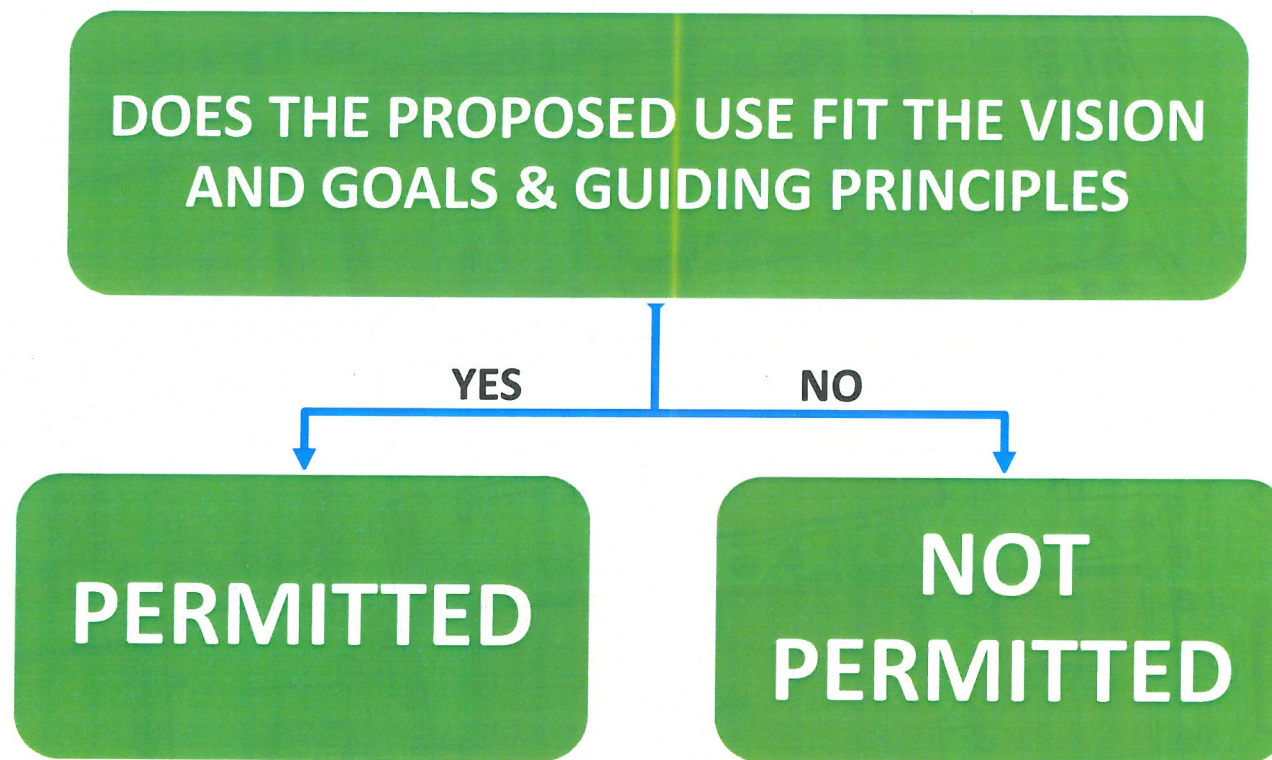 DOES THE PROPOSED USE FIT THE VISION
AND GOALS & GUIDING PRINCIPLES
YES
NO
PERMITTED
NOT
PERMITTED